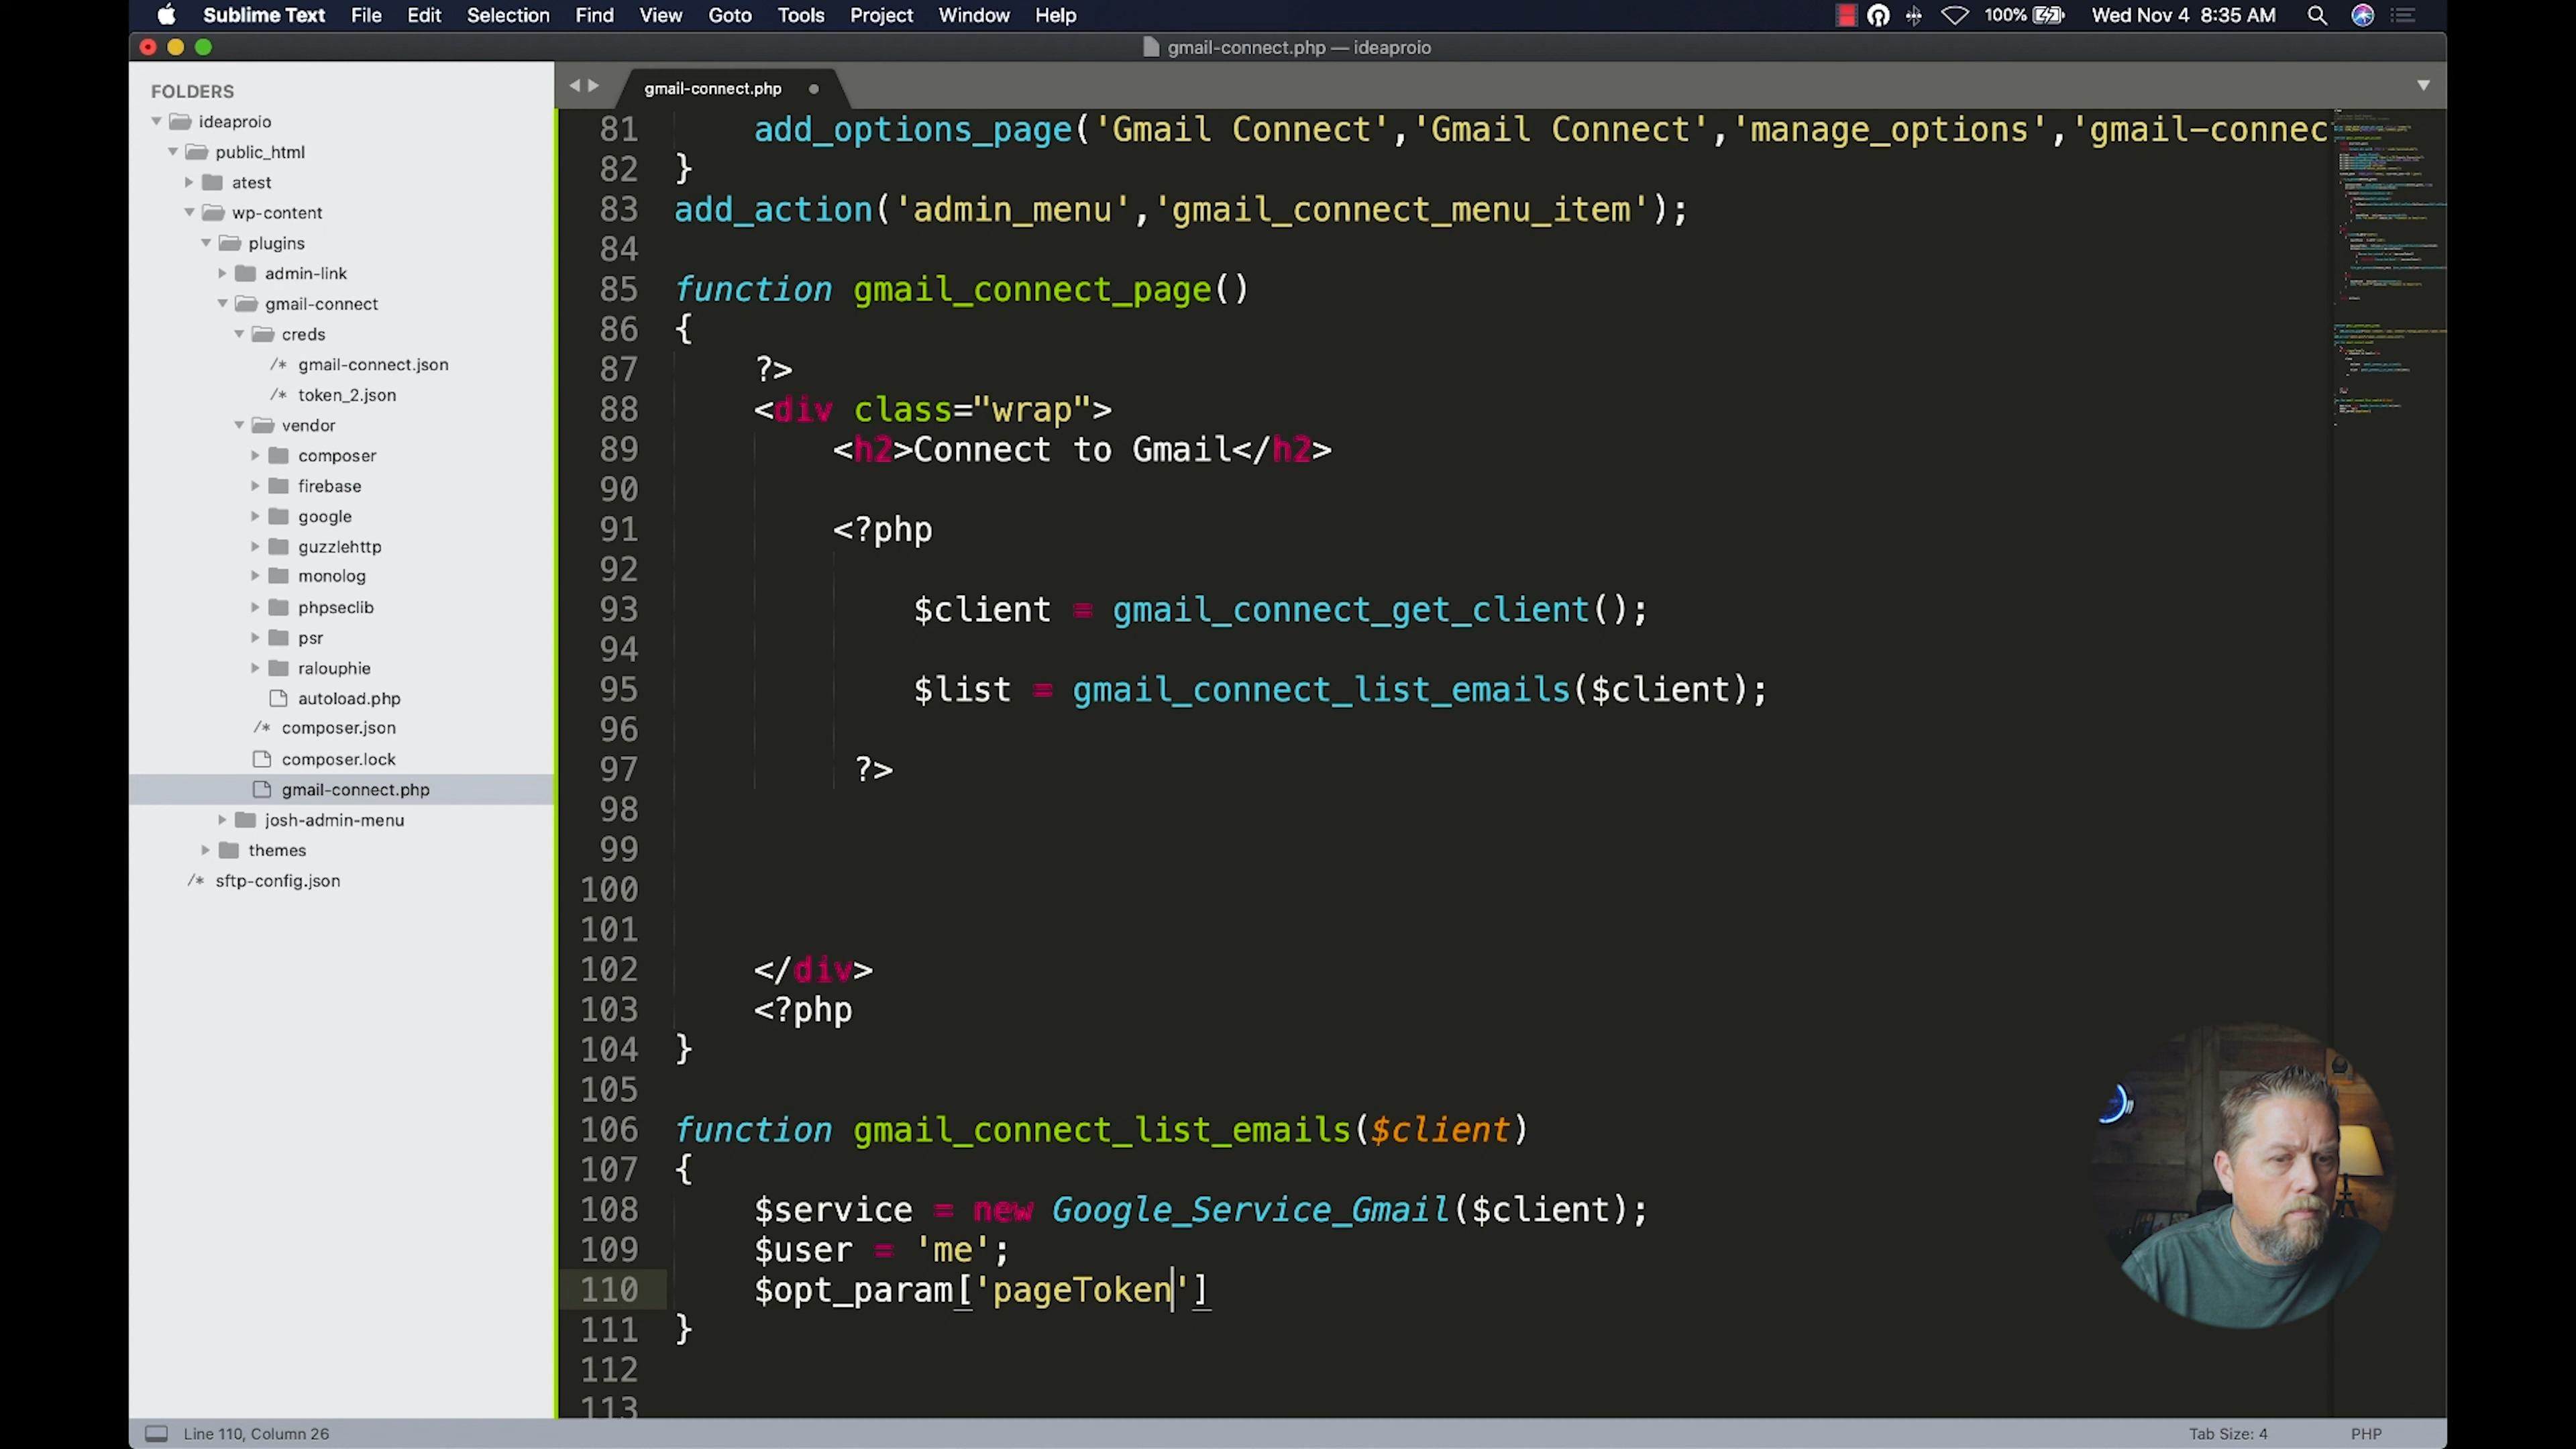 Sublime Text File Edit Selection Find View Goto Tools Project Window Help 100% Wed Nov 4 8:35 AM
gmail-connect.php — ideaproio
FOLDERS
ideaproio
public_html
atest
wp-content
plugins
admin-link
gmail-connect
creds
/* gmail-connect.json
/* token_2.json
vendor
composer
firebase
google
guzzlehttp
monolog
phpseclib
psr
ralouphie
autoload.php
/* composer.json
composer.lock
gmail-connect.php
josh-admin-menu
themes
/* sftp-config.json
gmail-connect.php
81 add_options_page('Gmail Connect','Gmail Connect','manage_options','gmail-connec
82 }
83 add_action('admin_menu','gmail_connect_menu_item');
84
85 function gmail_connect_page()
86 {
87 ?>
88 <div class="wrap">
89 <h2>Connect to Gmail</h2>
90
91 <?php
92
93 $client = gmail_connect_get_client();
94
95 $list = gmail_connect_list_emails($client);
96
97 ?>
98
99
100
101
102 </div>
103 <?php
104 }
105
106 function gmail_connect_list_emails($client)
107 {
108 $service = new Google_Service_Gmail($client);
109 $user = 'me';
110 $opt_param['pageToken']
111 }
112
113
Line 110, Column 26 Tab Size: 4 PHP